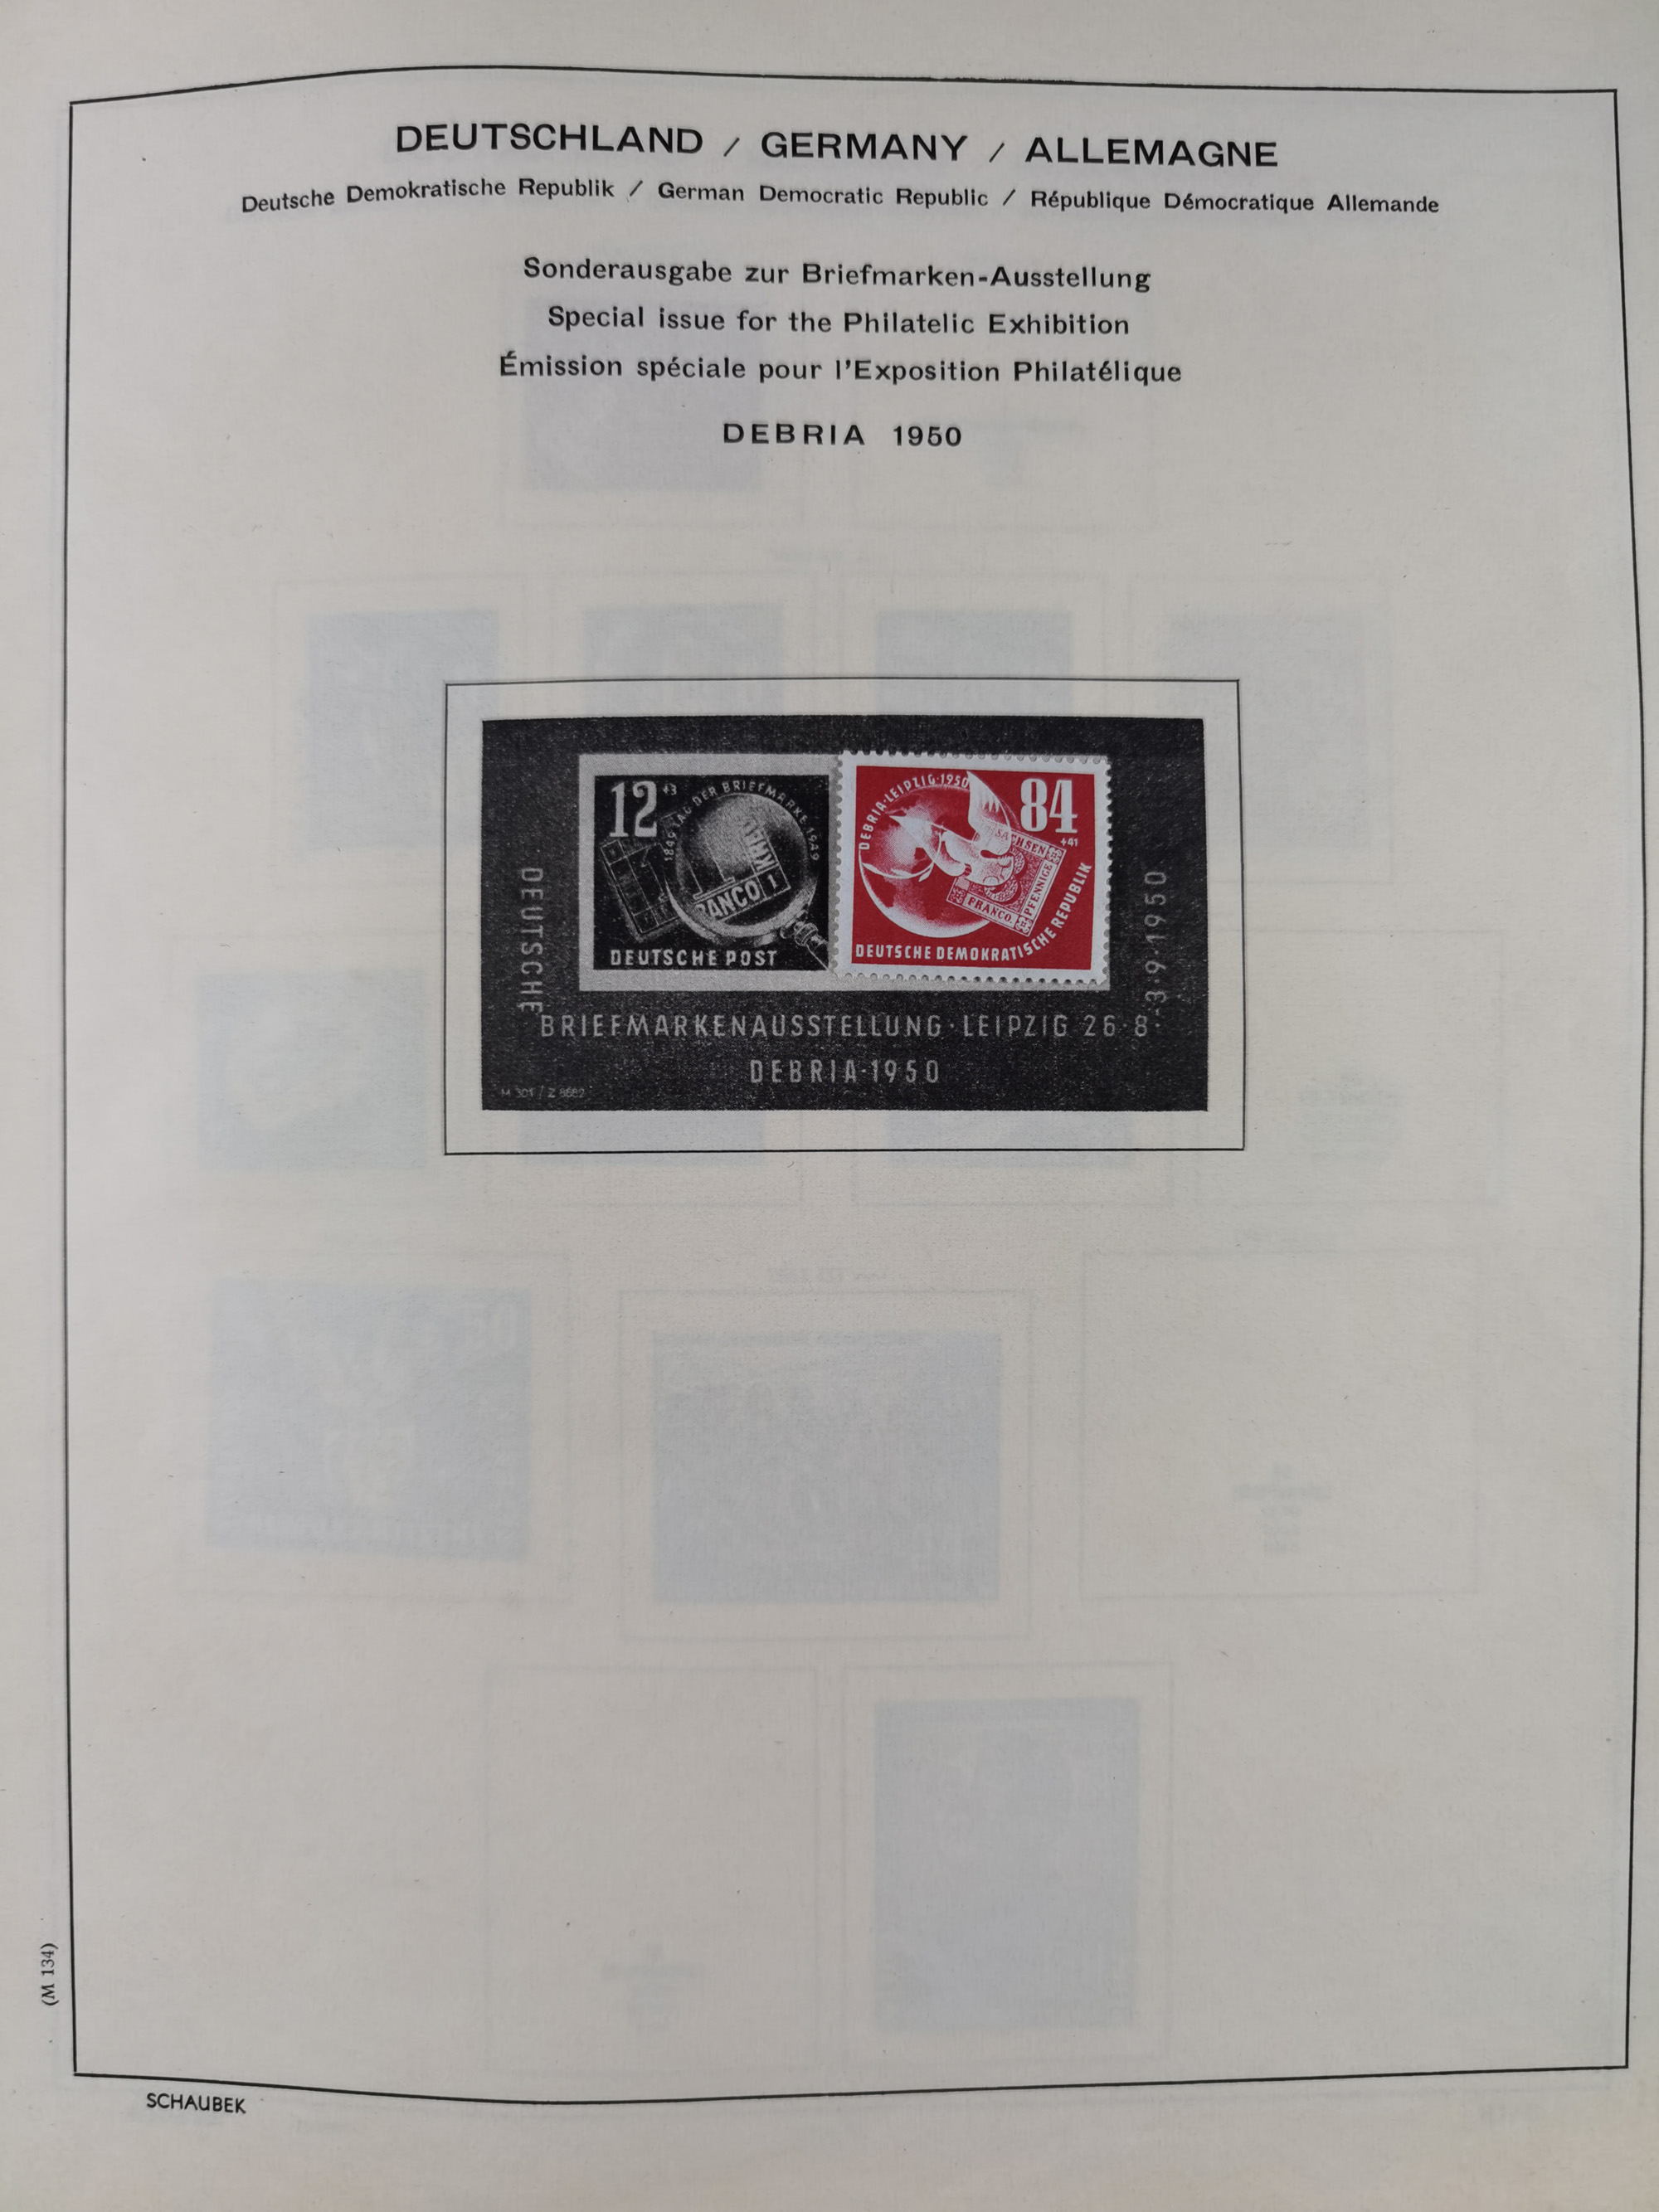 DEUTSCHLAND / GERMANY / ALLEMAGNE
Deutsche Demokratische Republik / German Democratic Republic / République Démocratique Allemande
Sonderausgabe zur Briefmarken-Ausstellung
Special issue for the Philatelic Exhibition
Émission spéciale pour l'Exposition Philatélique
DEBRIA 1950
12 +3
1849 TAG DER BRIEFMARKE 1949
FRANCO 1
DEUTSCHE POST
DEBRIA·LEIPZIG·1950
84
+41
SACHSEN
PFENNIGE
FRANCO.
DEUTSCHE DEMOKRATISCHE REPUBLIK
DEUTSCHE
BRIEFMARKENAUSSTELLUNG·LEIPZIG 26·8·
-3·9·1950
DEBRIA·1950
M 301 / Z 8682
(M 134)
SCHAUBEK